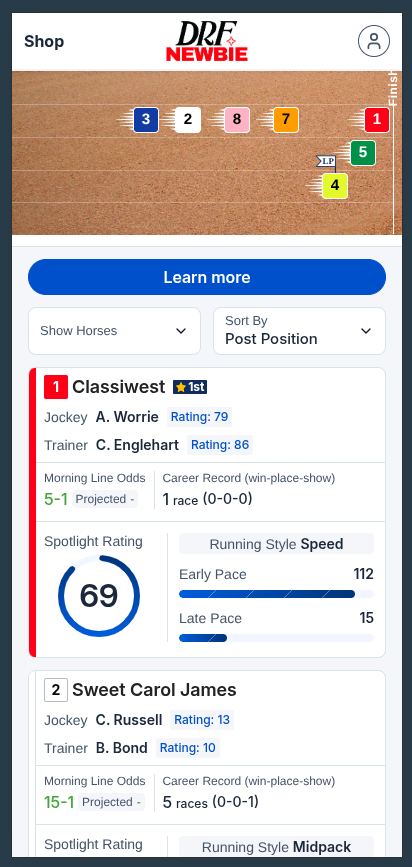 Shop
DRF
NEWBIE
Finish
3 2 8 7 1
5
LP
4
Learn more
Show Horses
Sort By
Post Position
1 Classiwest 1st
Jockey A. Worrie Rating: 79
Trainer C. Englehart Rating: 86
Morning Line Odds Career Record (win-place-show)
5-1 Projected - 1 race (0-0-0)
Spotlight Rating Running Style Speed
Early Pace 112
69
Late Pace 15
2 Sweet Carol James
Jockey C. Russell Rating: 13
Trainer B. Bond Rating: 10
Morning Line Odds Career Record (win-place-show)
15-1 Projected - 5 races (0-0-1)
Spotlight Rating Running Style Midpack